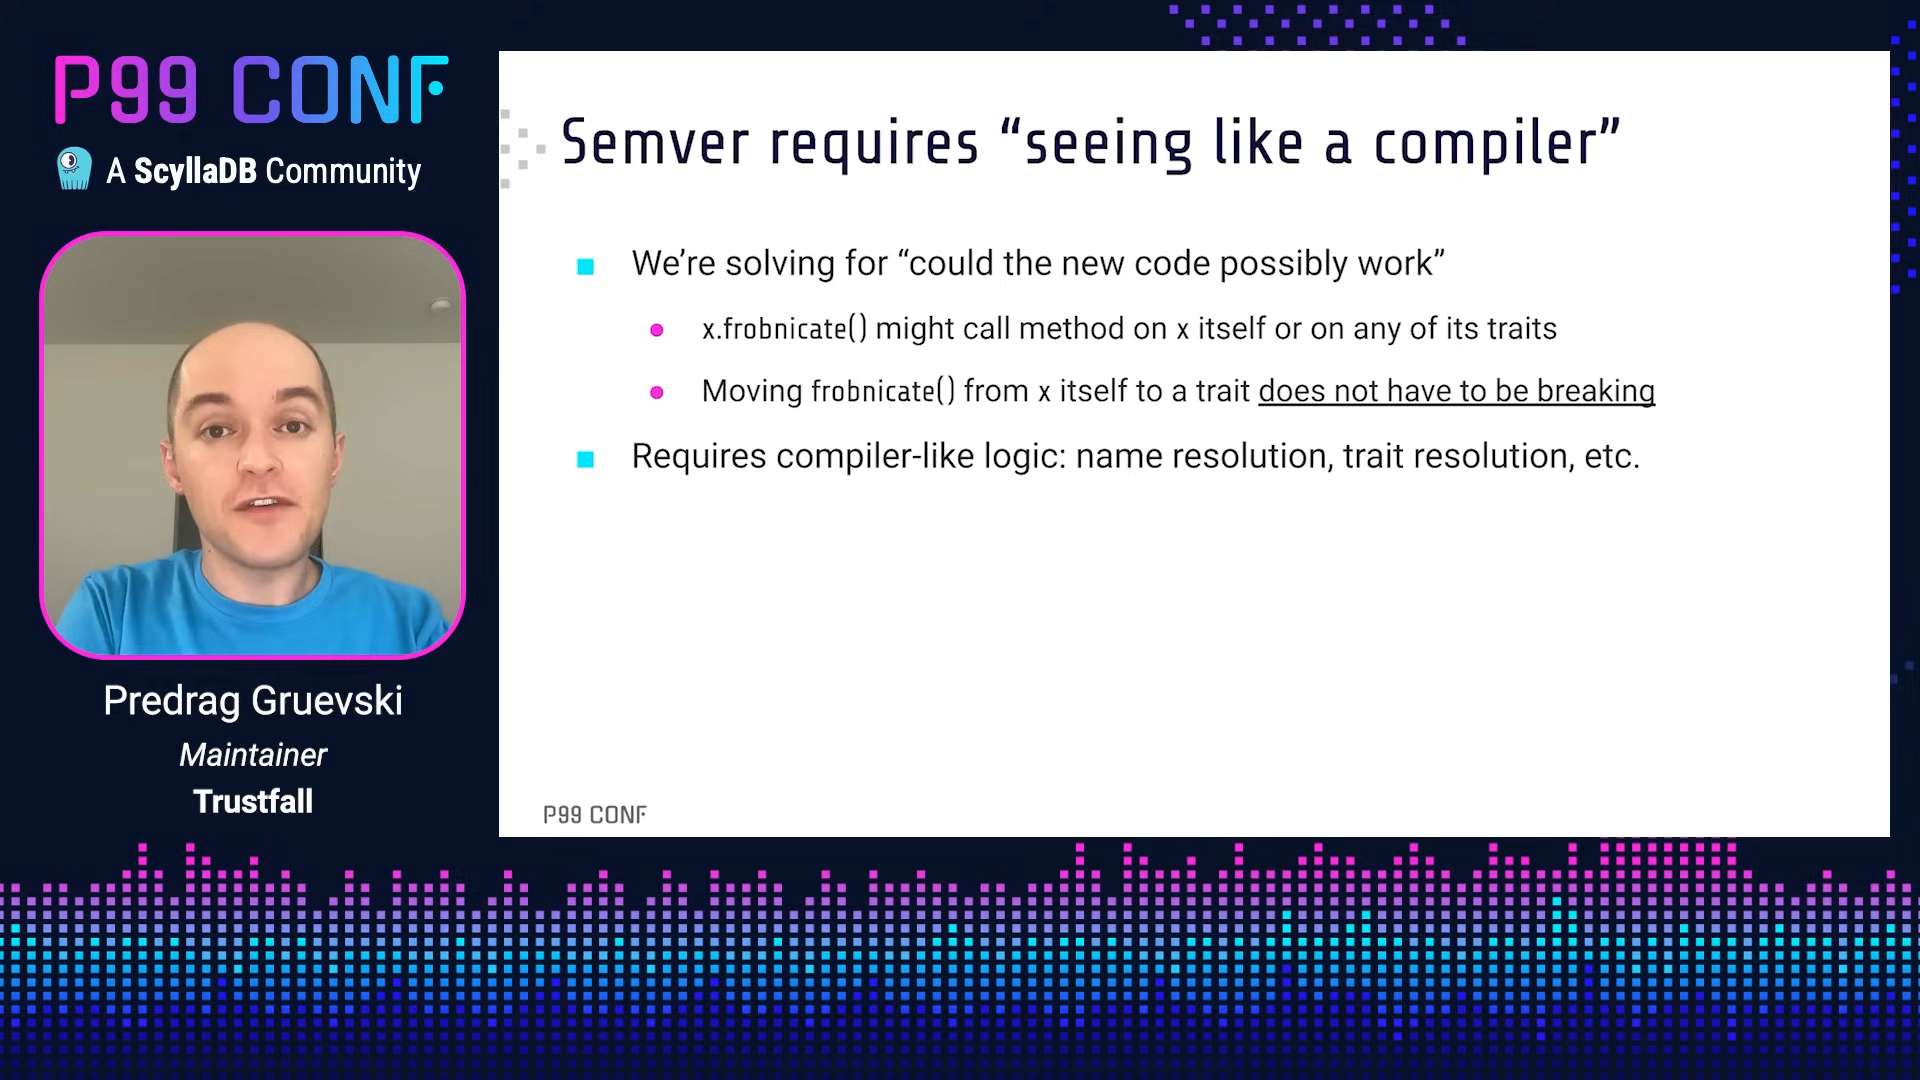 P99 CONF
A ScyllaDB Community
Predrag Gruevski
Maintainer
Trustfall
Semver requires “seeing like a compiler”
We’re solving for “could the new code possibly work”
x.frobnicate() might call method on x itself or on any of its traits
Moving frobnicate() from x itself to a trait does not have to be breaking
Requires compiler-like logic: name resolution, trait resolution, etc.
P99 CONF